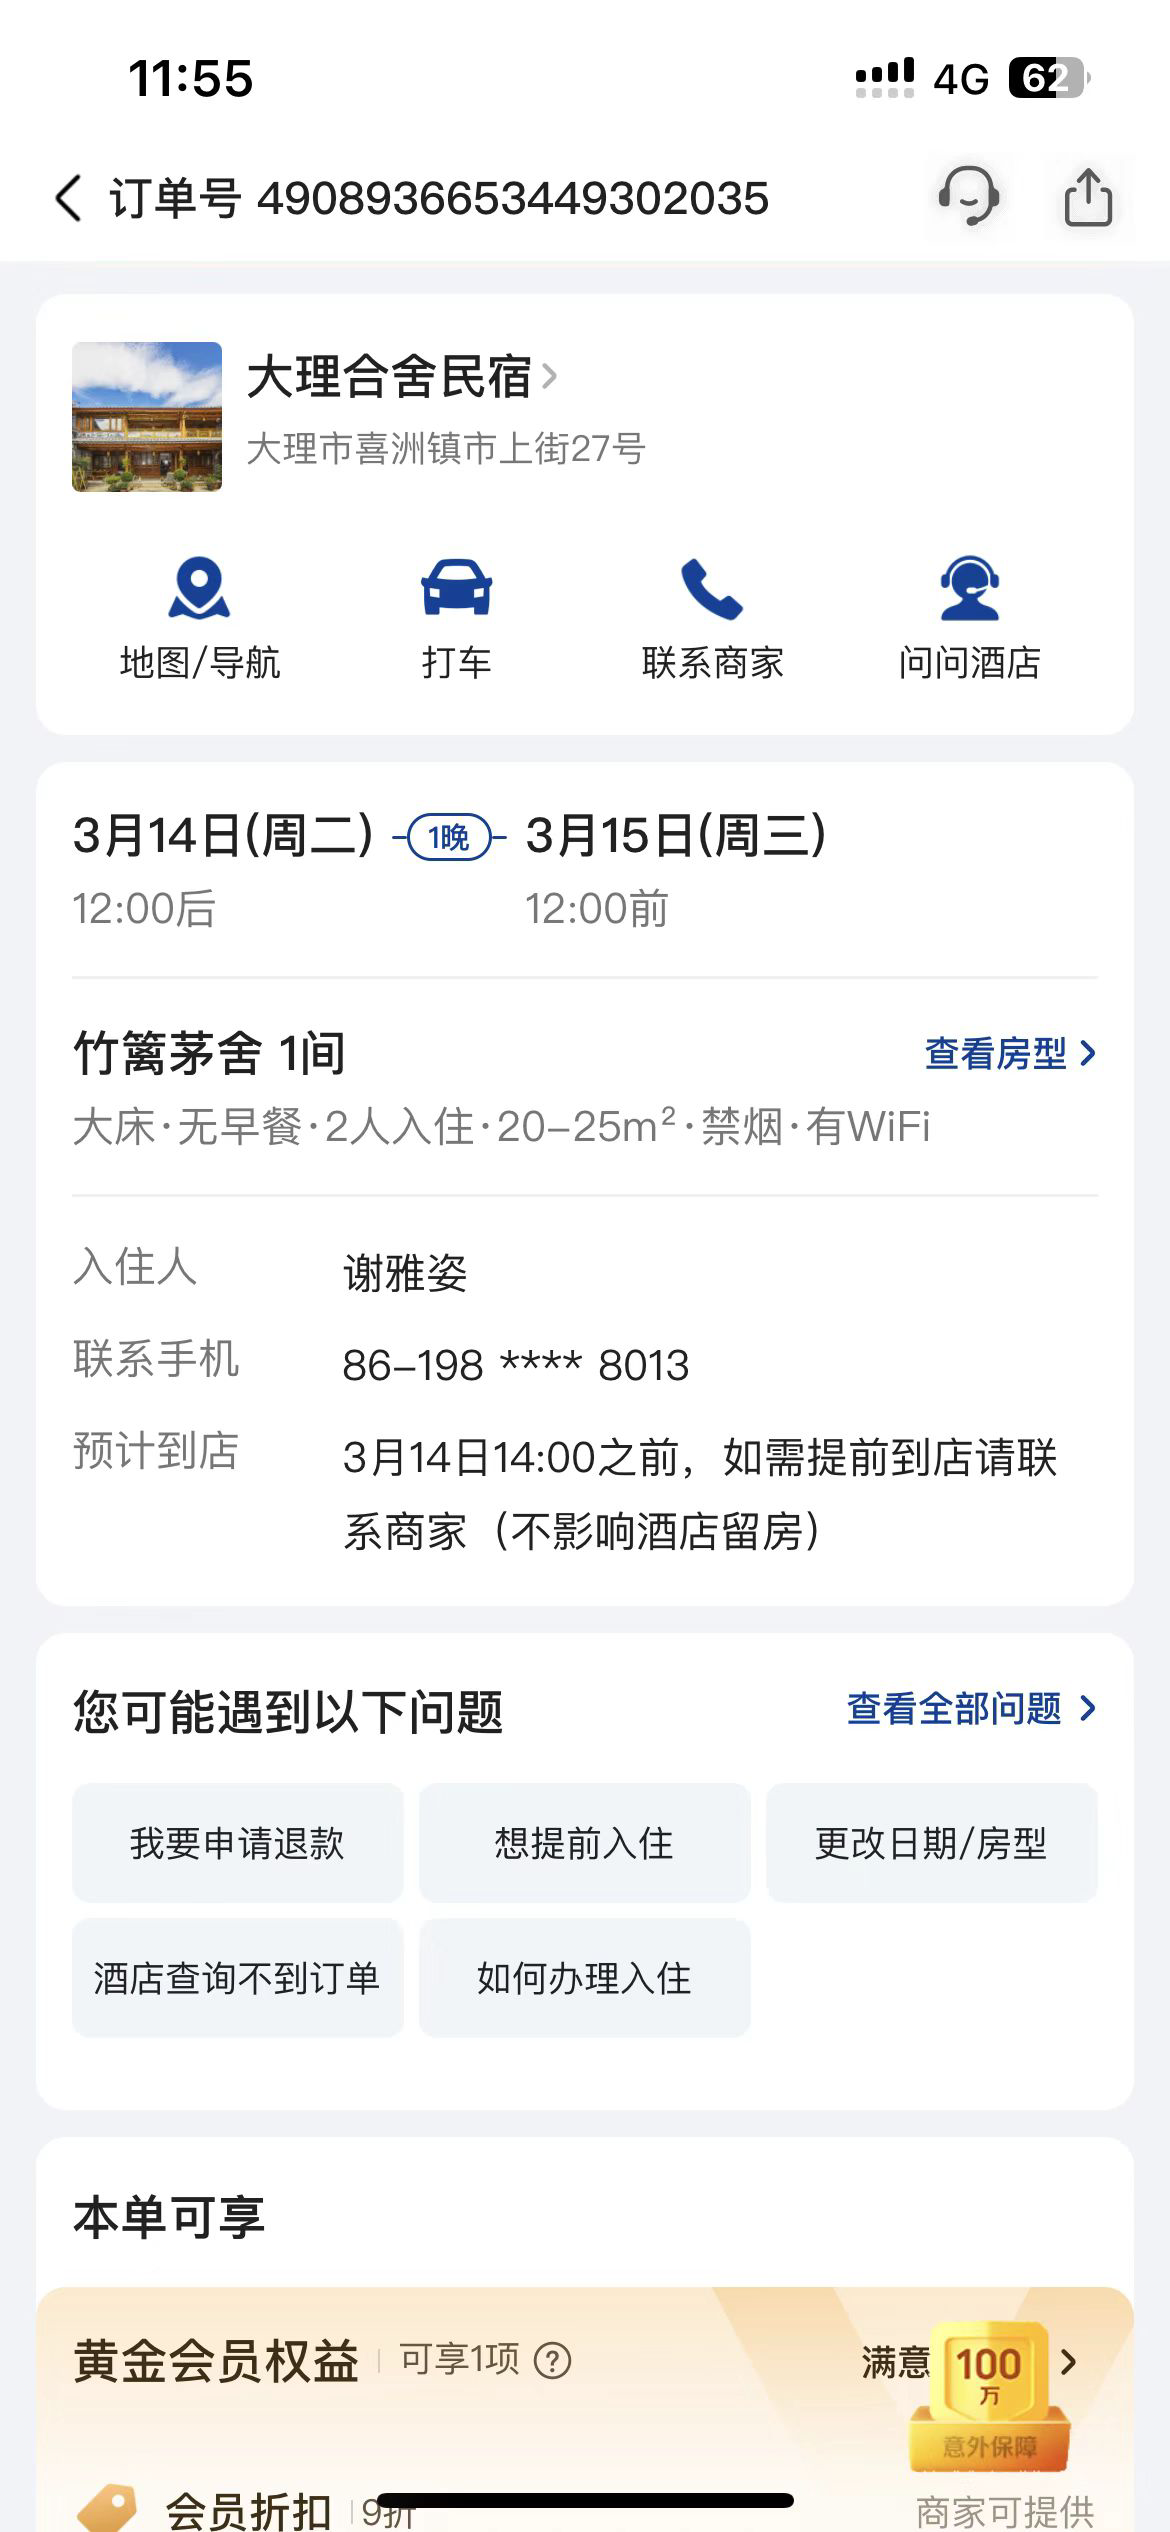 11:55
4G 62
订单号 4908936653449302035
大理合舍民宿
大理市喜洲镇市上街27号
地图/导航 打车 联系商家 问问酒店
3月14日(周二) 1晚 3月15日(周三)
12:00后 12:00前
竹篱茅舍 1间 查看房型
大床·无早餐·2人入住·20-25m²·禁烟·有WiFi
入住人 谢雅姿
联系手机 86-198 **** 8013
预计到店 3月14日14:00之前，如需提前到店请联
系商家（不影响酒店留房）
您可能遇到以下问题 查看全部问题
我要申请退款 想提前入住 更改日期/房型
酒店查询不到订单 如何办理入住
本单可享
黄金会员权益 可享1项 ? 满意
100
万
意外保障
会员折扣 9折 商家可提供